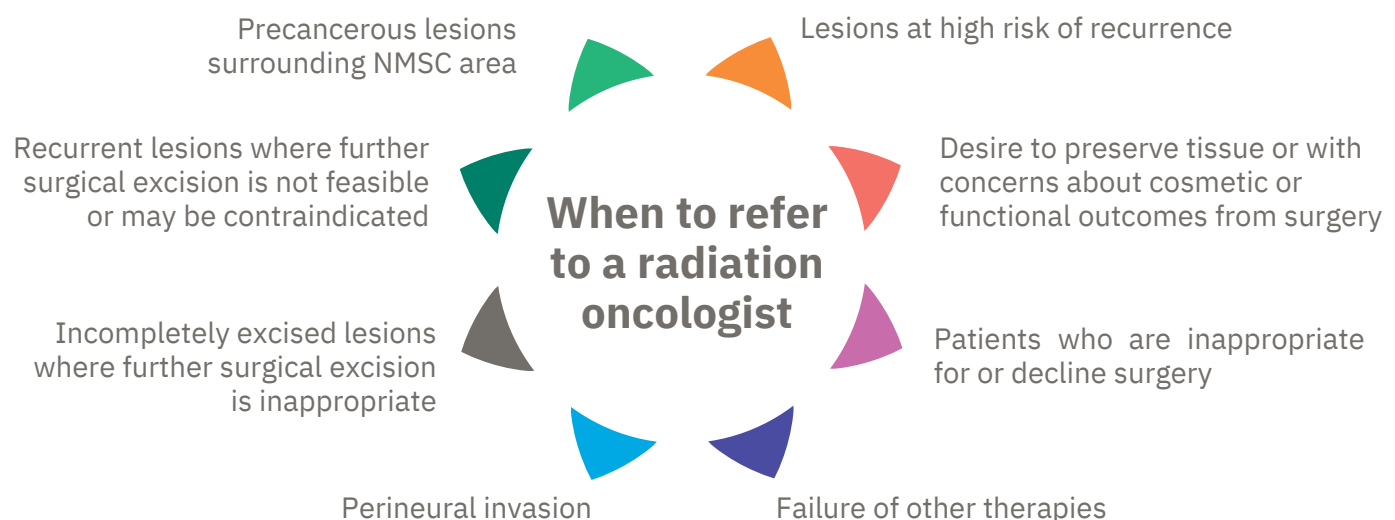 Precancerous lesions
surrounding NMSC area
Lesions at high risk of recurrence
Recurrent lesions where further
surgical excision is not feasible
or may be contraindicated
Desire to preserve tissue or with
concerns about cosmetic or
functional outcomes from surgery
When to refer
to a radiation
oncologist
Incompletely excised lesions
where further surgical excision
is inappropriate
Patients who are inappropriate
for or decline surgery
Perineural invasion
Failure of other therapies